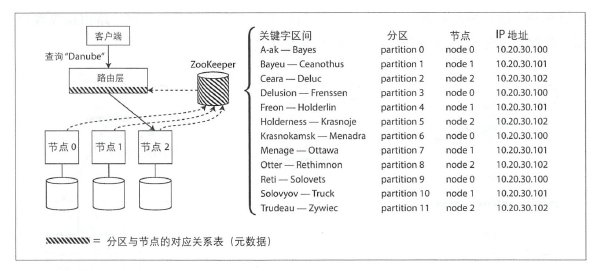 客户端
查询“Danube”
路由层
ZooKeeper
节点 0
节点 1
节点 2
关键字区间 分区 节点 IP 地址
A-ak — Bayes partition 0 node 0 10.20.30.100
Bayeu — Ceanothus partition 1 node 1 10.20.30.101
Ceara — Deluc partition 2 node 2 10.20.30.102
Delusion — Frenssen partition 3 node 0 10.20.30.100
Freon — Holderlin partition 4 node 1 10.20.30.101
Holderness — Krasnoje partition 5 node 2 10.20.30.102
Krasnokamsk — Menadra partition 6 node 0 10.20.30.100
Menage — Ottawa partition 7 node 1 10.20.30.101
Otter — Rethimnon partition 8 node 2 10.20.30.102
Reti — Solovets partition 9 node 0 10.20.30.100
Solovyov — Truck partition 10 node 1 10.20.30.101
Trudeau — Zywiec partition 11 node 2 10.20.30.102
= 分区与节点的对应关系表（元数据）